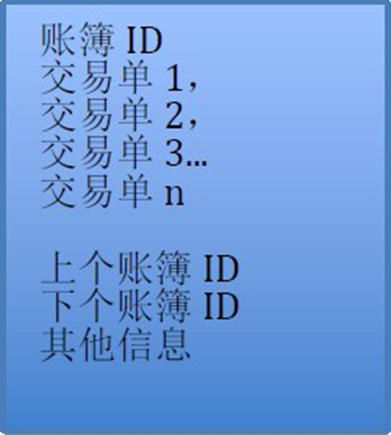 账簿 ID
交易单 1，
交易单 2，
交易单 3...
交易单 n
上个账簿 ID
下个账簿 ID
其他信息